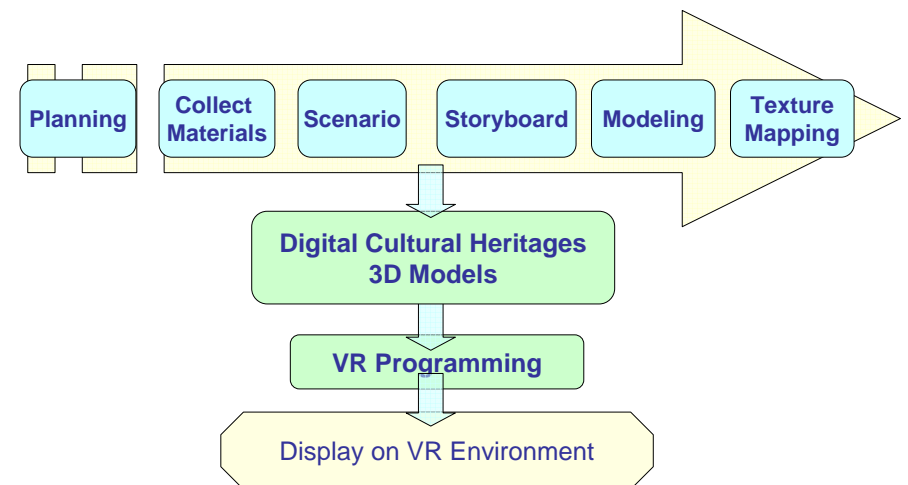 Planning
Collect
Materials
Scenario
Storyboard
Modeling
Texture
Mapping
Digital Cultural Heritages
3D Models
VR Programming
Display on VR Environment